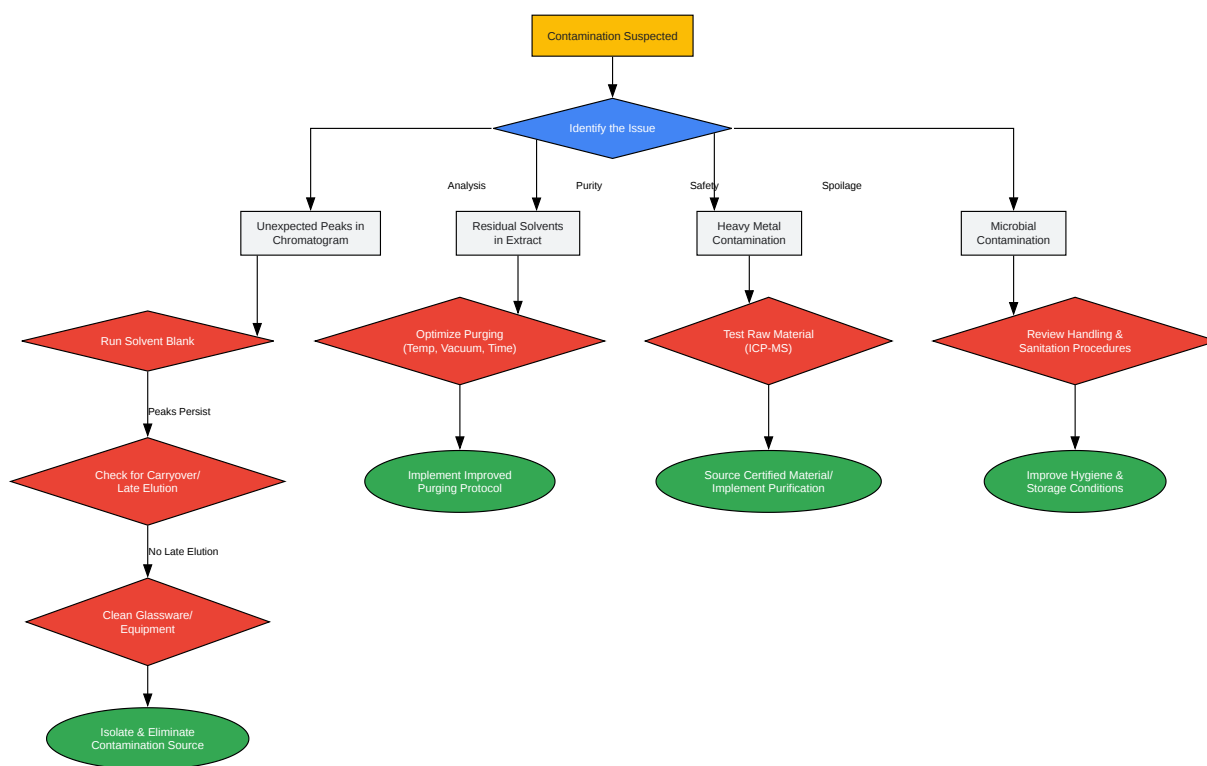 Contamination Suspected
Identify the Issue
Analysis
Purity
Safety
Spoilage
Unexpected Peaks in
Chromatogram
Residual Solvents
in Extract
Heavy Metal
Contamination
Microbial
Contamination
Run Solvent Blank
Optimize Purging
(Temp, Vacuum, Time)
Test Raw Material
(ICP-MS)
Review Handling &
Sanitation Procedures
Peaks Persist
Check for Carryover/
Late Elution
Implement Improved
Purging Protocol
Source Certified Material/
Implement Purification
Improve Hygiene &
Storage Conditions
No Late Elution
Clean Glassware/
Equipment
Isolate & Eliminate
Contamination Source